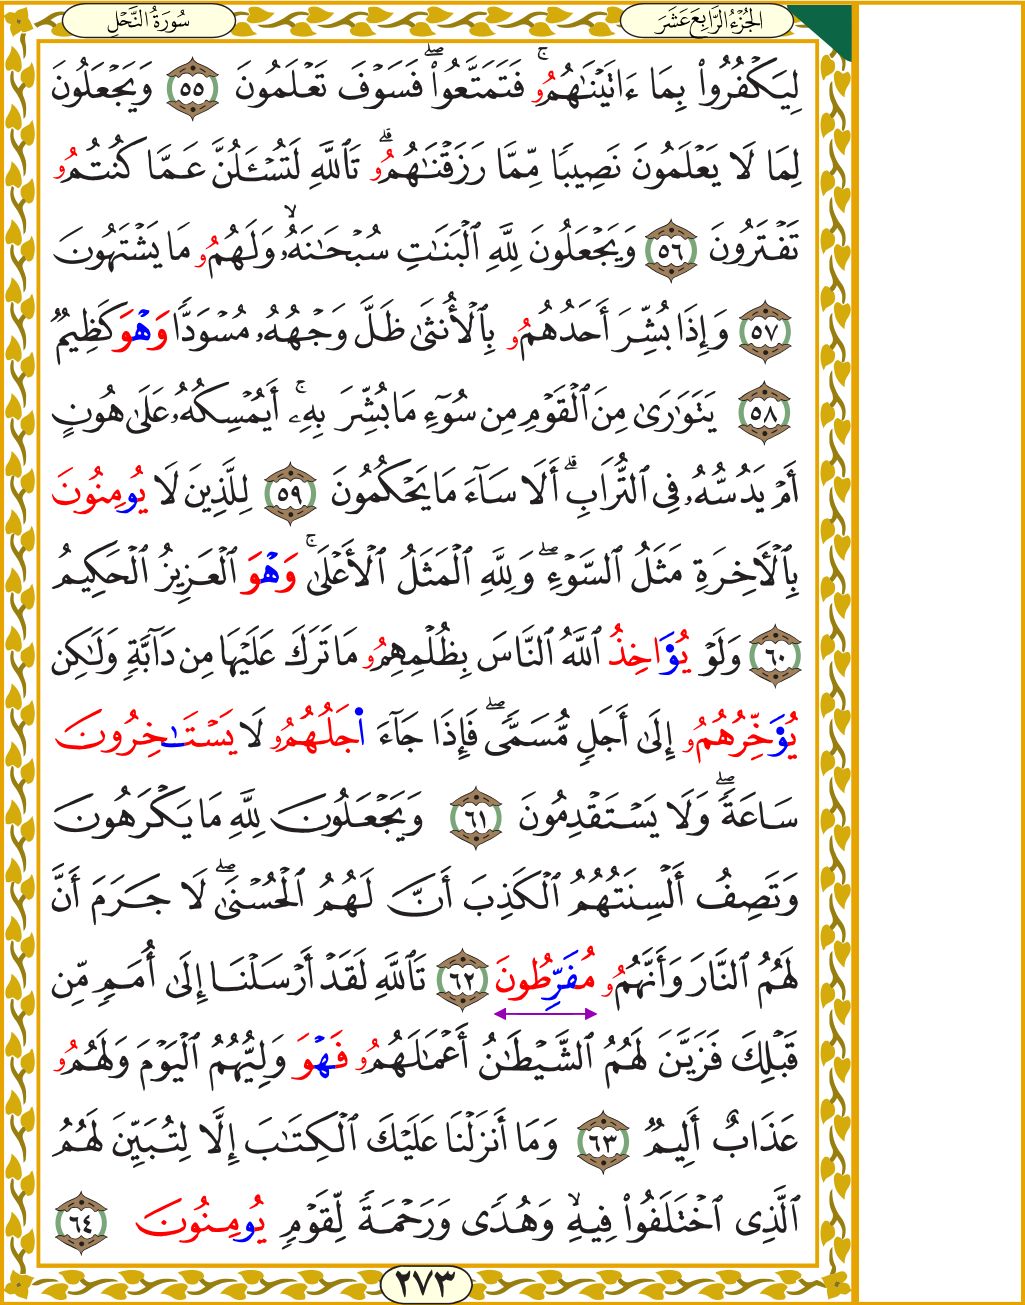 الجُزْءُ الرَّابِعَ عَشَرَ
سُورَةُ النَّحْلِ
لِيَكْفُرُوا۟ بِمَآ ءَاتَيْنَـٰهُمُۥ ۚ فَتَمَتَّعُوا۟ ۖ فَسَوْفَ تَعْلَمُونَ ٥٥ وَيَجْعَلُونَ
لِمَا لَا يَعْلَمُونَ نَصِيبًا مِّمَّا رَزَقْنَـٰهُمُۥ ۗ تَٱللَّهِ لَتُسْـَٔلُنَّ عَمَّا كُنتُمُۥ
تَفْتَرُونَ ٥٦ وَيَجْعَلُونَ لِلَّهِ ٱلْبَنَـٰتِ سُبْحَـٰنَهُۥ ۙ وَلَهُمُۥ مَا يَشْتَهُونَ
٥٧ وَإِذَا بُشِّرَ أَحَدُهُمُۥ بِٱلْأُنثَىٰ ظَلَّ وَجْهُهُۥ مُسْوَدًّا وَهْوَ كَظِيمٌ
٥٨ يَتَوَٰرَىٰ مِنَ ٱلْقَوْمِ مِن سُوٓءِ مَا بُشِّرَ بِهِۦٓ ۚ أَيُمْسِكُهُۥ عَلَىٰ هُونٍ
أَمْ يَدُسُّهُۥ فِى ٱلتُّرَابِ ۗ أَلَا سَآءَ مَا يَحْكُمُونَ ٥٩ لِلَّذِينَ لَا يُومِنُونَ
بِٱلْـَٔاخِرَةِ مَثَلُ ٱلسَّوْءِ ۖ وَلِلَّهِ ٱلْمَثَلُ ٱلْأَعْلَىٰ ۚ وَهْوَ ٱلْعَزِيزُ ٱلْحَكِيمُ
٦٠ وَلَوْ يُوَاخِذُ ٱللَّهُ ٱلنَّاسَ بِظُلْمِهِمُۥ مَا تَرَكَ عَلَيْهَا مِن دَآبَّةٍ وَلَـٰكِن
يُوَخِّرُهُمُۥ إِلَىٰٓ أَجَلٍ مُّسَمًّى ۖ فَإِذَا جَآءَ اجَلُهُمُۥ لَا يَسْتَـٰخِرُونَ
سَاعَةً ۖ وَلَا يَسْتَقْدِمُونَ ٦١ وَيَجْعَلُونَ لِلَّهِ مَا يَكْرَهُونَ
وَتَصِفُ أَلْسِنَتُهُمُ ٱلْكَذِبَ أَنَّ لَهُمُ ٱلْحُسْنَىٰ ۖ لَا جَرَمَ أَنَّ
لَهُمُ ٱلنَّارَ وَأَنَّهُمُۥ مُفَرِّطُونَ ٦٢ تَٱللَّهِ لَقَدْ أَرْسَلْنَآ إِلَىٰٓ أُمَمٍ مِّن
قَبْلِكَ فَزَيَّنَ لَهُمُ ٱلشَّيْطَـٰنُ أَعْمَـٰلَهُمُۥ فَهْوَ وَلِيُّهُمُ ٱلْيَوْمَ وَلَهُمُۥ
عَذَابٌ أَلِيمٌ ٦٣ وَمَآ أَنزَلْنَا عَلَيْكَ ٱلْكِتَـٰبَ إِلَّا لِتُبَيِّنَ لَهُمُ
ٱلَّذِى ٱخْتَلَفُوا۟ فِيهِ ۙ وَهُدًى وَرَحْمَةً لِّقَوْمٍ يُومِنُونَ ٦٤
٢٧٣